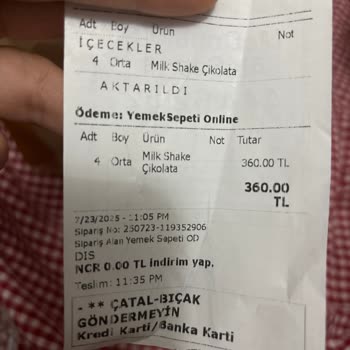 Adt Boy Ürün Not
İÇECEKLER
4 Orta Milk Shake Çikolata
AKTARILDI
Ödeme: YemekSepeti Online
Adt Boy Ürün Not Tutar
4 Orta Milk Shake Çikolata 360.00 TL
360.00 TL
7/23/2025 - 11:05 PM
Sipariş No: 250723-119352906
Sipariş Alan Yemek Sepeti OD
DIS
NCR 0.00 TL indirim yap,
Teslim: 11:35 PM
- ** ÇATAL-BIÇAK
GÖNDERMEYİN
Kredi Karti/Banka Karti